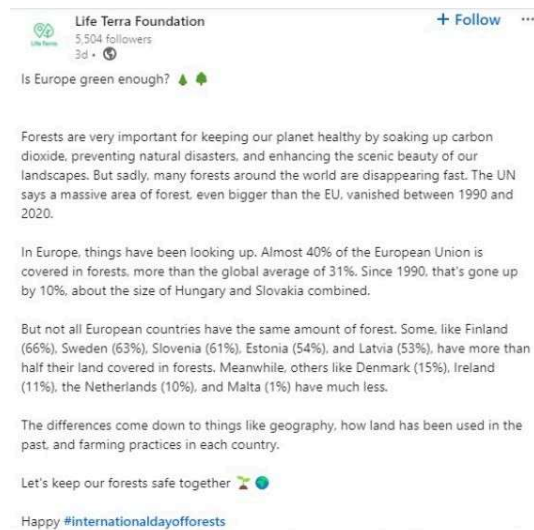 Life Terra Foundation
+ Follow ...
Life Terra
5,504 followers
3d •
Is Europe green enough?
Forests are very important for keeping our planet healthy by soaking up carbon
dioxide, preventing natural disasters, and enhancing the scenic beauty of our
landscapes. But sadly, many forests around the world are disappearing fast. The UN
says a massive area of forest, even bigger than the EU, vanished between 1990 and
2020.
In Europe, things have been looking up. Almost 40% of the European Union is
covered in forests, more than the global average of 31%. Since 1990, that's gone up
by 10%, about the size of Hungary and Slovakia combined.
But not all European countries have the same amount of forest. Some, like Finland
(66%), Sweden (63%), Slovenia (61%), Estonia (54%), and Latvia (53%), have more than
half their land covered in forests. Meanwhile, others like Denmark (15%), Ireland
(11%), the Netherlands (10%), and Malta (1%) have much less.
The differences come down to things like geography, how land has been used in the
past, and farming practices in each country.
Let's keep our forests safe together
Happy #internationaldayofforests